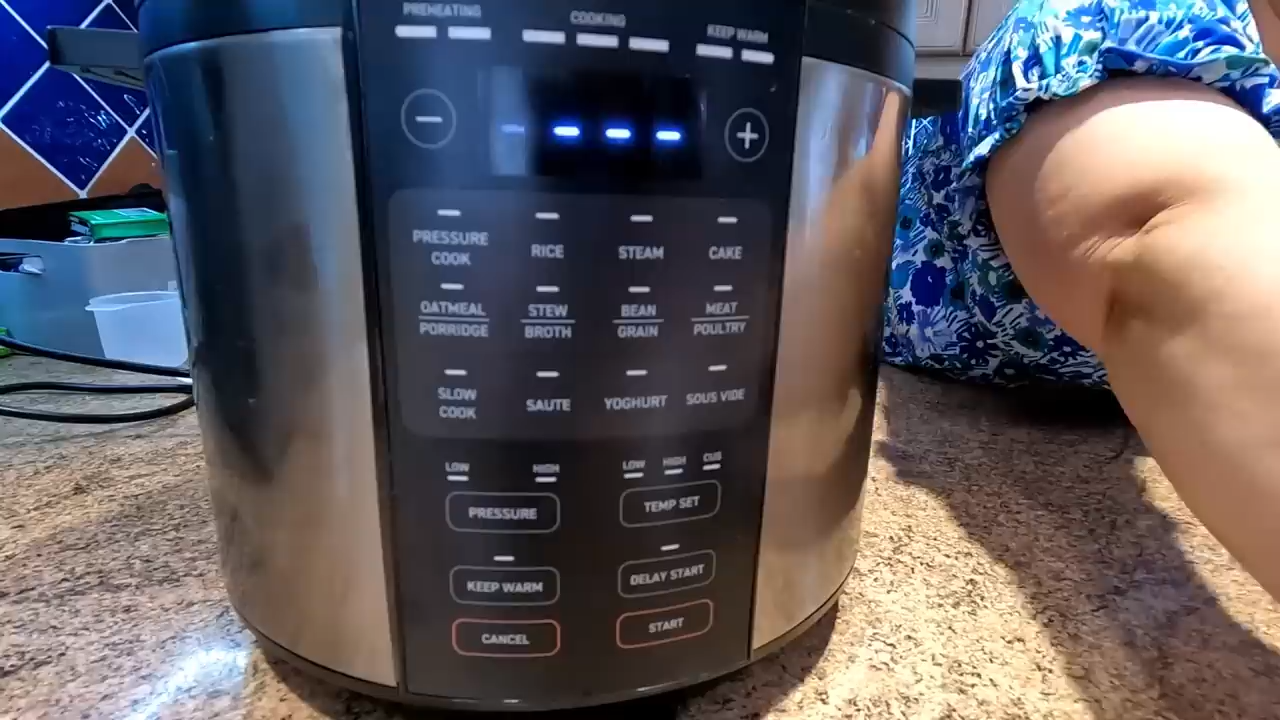 PREHEATING
COOKING
KEEP WARM
PRESSURE COOK
RICE
STEAM
CAKE
OATMEAL
PORRIDGE
STEW
BROTH
BEAN
GRAIN
MEAT
POULTRY
SLOW COOK
SAUTE
YOGHURT
SOUS VIDE
LOW
HIGH
LOW
HIGH
CUS
PRESSURE
TEMP SET
KEEP WARM
DELAY START
CANCEL
START